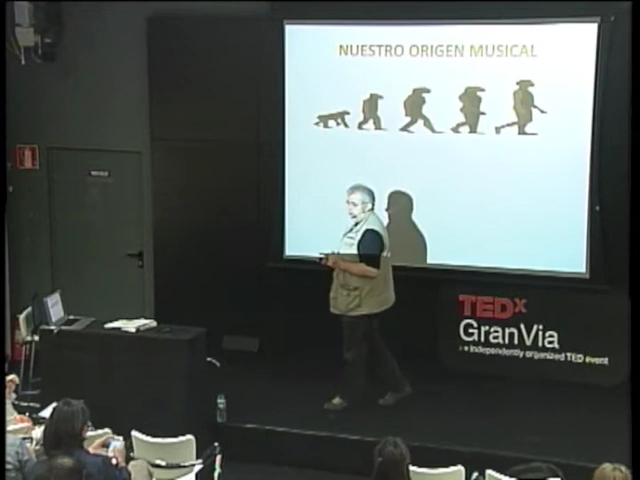 NUESTRO ORIGEN MUSICAL
TEDx
GranVia
x = independently organized TED event